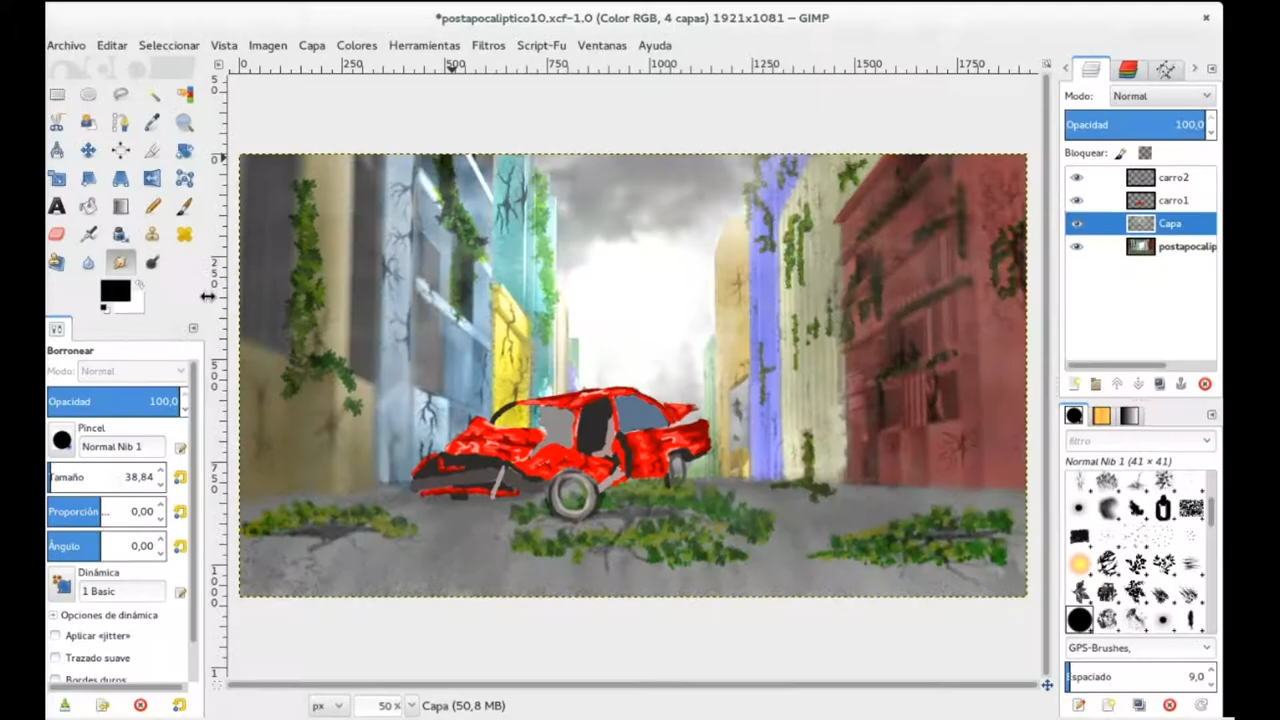 *postapocaliptico10.xcf-1.0 (Color RGB, 4 capas) 1921x1081 – GIMP
Archivo Editar Seleccionar Vista Imagen Capa Colores Herramientas Filtros Script-Fu Ventanas Ayuda
0 250 500 750 1000 1250 1500 1750
Modo: Normal
Opacidad 100,0
Bloquear:
carro2
carro1
Capa
postapocalip
Borronear
Modo: Normal
Opacidad 100,0
Pincel
Normal Nib 1
Tamaño 38,84
Proporción ... 0,00
Ángulo 0,00
Dinámica
1 Basic
Opciones de dinámica
Aplicar «jitter»
Trazado suave
Bordes duros
filtro
Normal Nib 1 (41 × 41)
GPS-Brushes,
Espaciado 9,0
px 50 % Capa (50,8 MB)